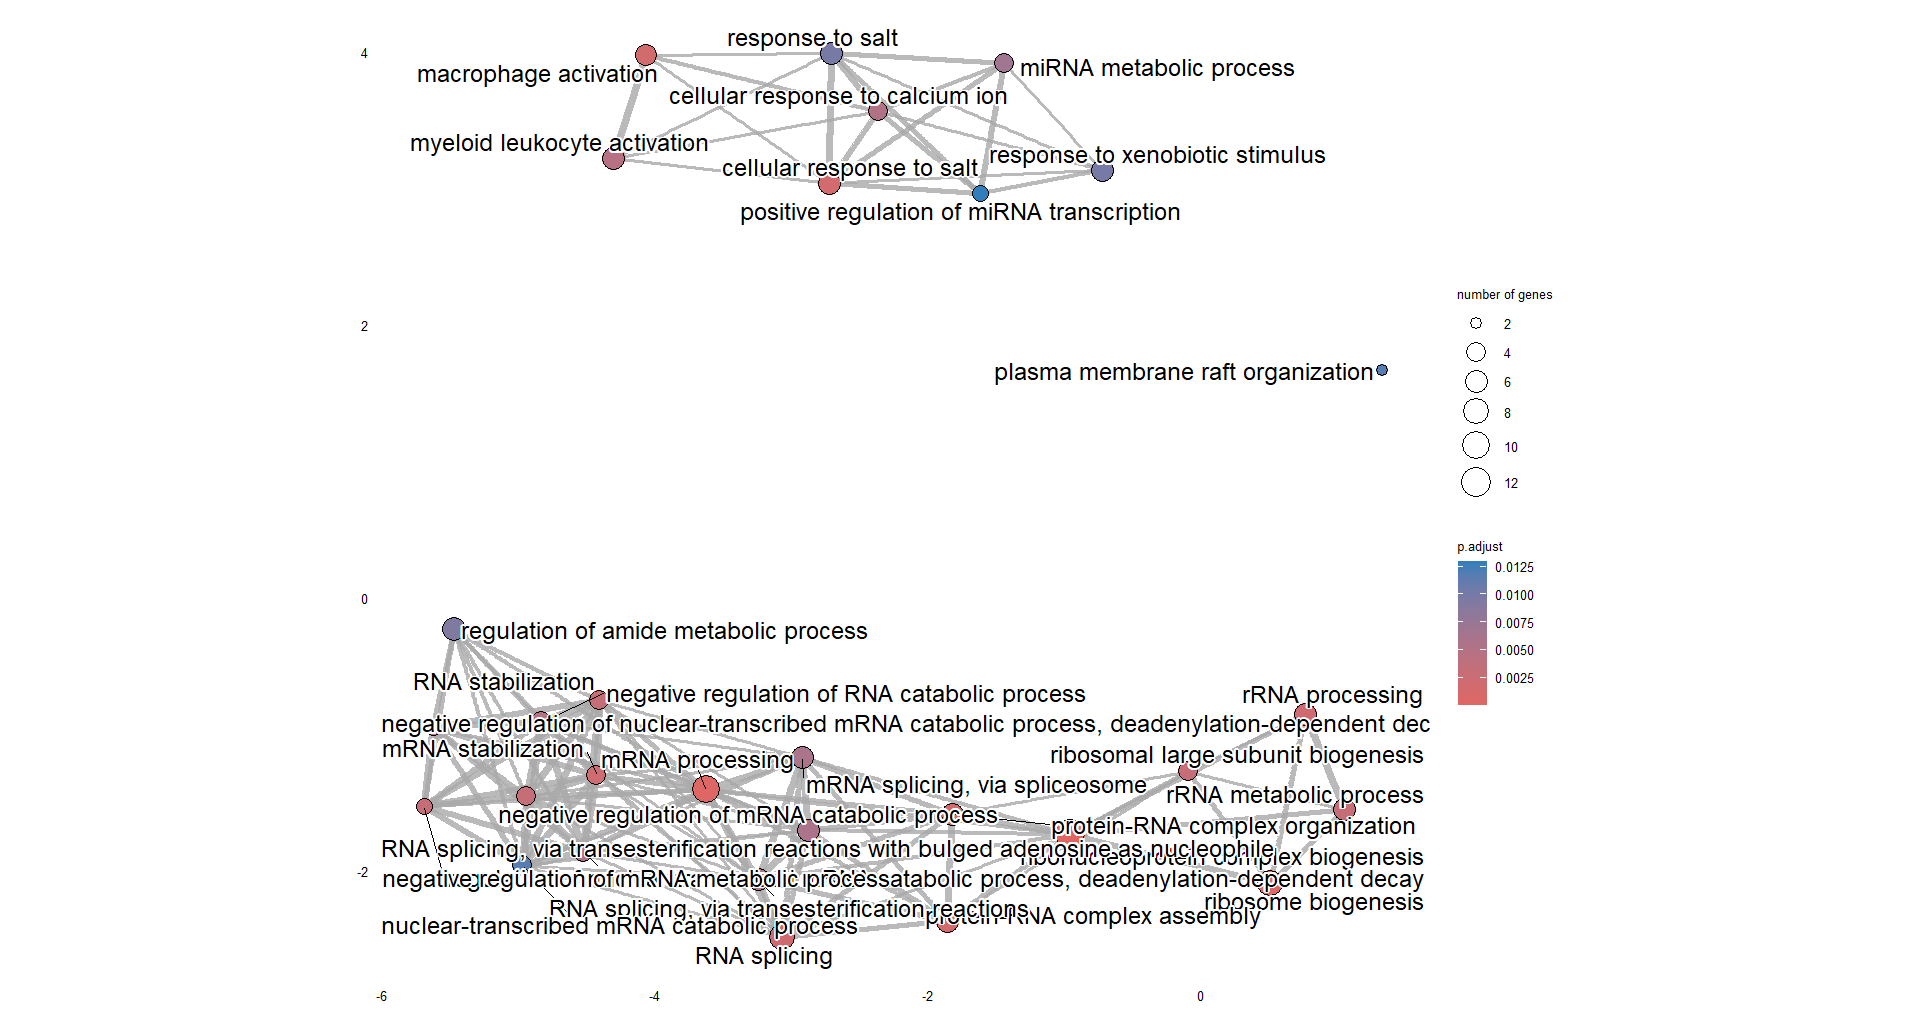 4
response to salt
macrophage activation
miRNA metabolic process
cellular response to calcium ion
myeloid leukocyte activation
response to xenobiotic stimulus
cellular response to salt
positive regulation of miRNA transcription
number of genes
2
2
4
plasma membrane raft organization
6
8
10
12
p.adjust
0.0125
0.0100
0
0.0075
regulation of amide metabolic process
0.0050
0.0025
RNA stabilization
negative regulation of RNA catabolic process
rRNA processing
negative regulation of nuclear-transcribed mRNA catabolic process, deadenylation-dependent dec
mRNA stabilization
mRNA processing
ribosomal large subunit biogenesis
mRNA splicing, via spliceosome
rRNA metabolic process
negative regulation of mRNA catabolic process
protein-RNA complex organization
RNA splicing, via transesterification reactions with bulged adenosine as nucleophile
ribonucleoprotein complex biogenesis
-2
negative regulation of mRNA metabolic process
catabolic process, deadenylation-dependent decay
ribosome biogenesis
RNA splicing, via transesterification reactions
protein-RNA complex assembly
nuclear-transcribed mRNA catabolic process
RNA splicing
-6
-4
-2
0